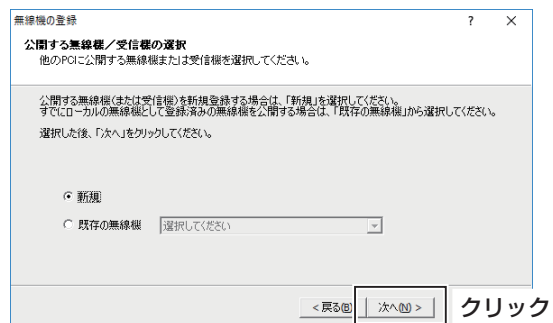 無線機の登録 ? ×
公開する無線機／受信機の選択
他のPCに公開する無線機または受信機を選択してください。
公開する無線機(または受信機)を新規登録する場合は、「新規」を選択してください。
すでにローカルの無線機として登録済みの無線機を公開する場合は、「既存の無線機」から選択してください。
選択した後、「次へ」をクリックしてください。
新規
既存の無線機 選択してください
< 戻る(B) 次へ(N) > クリック